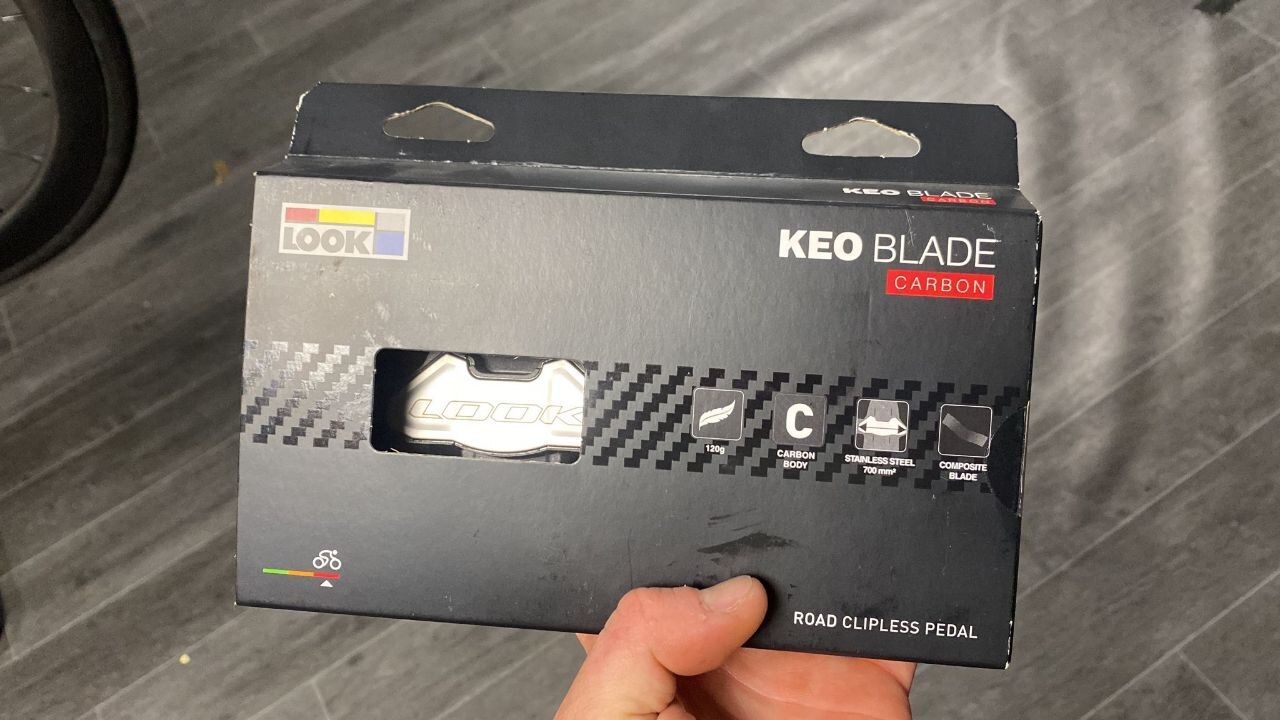 KEO BLADE
CARBON
LOOK
KEO BLADE
CARBON
LOOK
120g
C
CARBON
BODY
STAINLESS STEEL
700 mm²
COMPOSITE
BLADE
ROAD CLIPLESS PEDAL